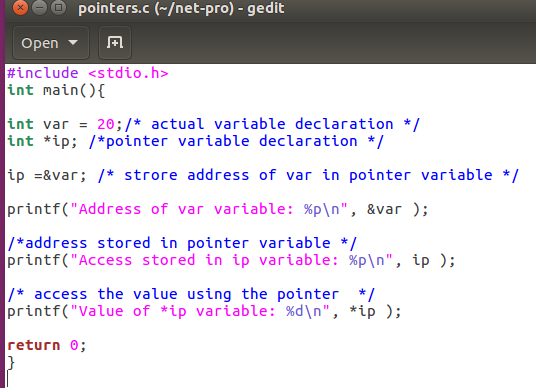 pointers.c (~/net-pro) - gedit
Open
#include <stdio.h>
int main(){
int var = 20;/* actual variable declaration */
int *ip; /*pointer variable declaration */
ip =&var; /* strore address of var in pointer variable */
printf("Address of var variable: %p\n", &var );
/*address stored in pointer variable */
printf("Access stored in ip variable: %p\n", ip );
/* access the value using the pointer  */
printf("Value of *ip variable: %d\n", *ip );
return 0;
}